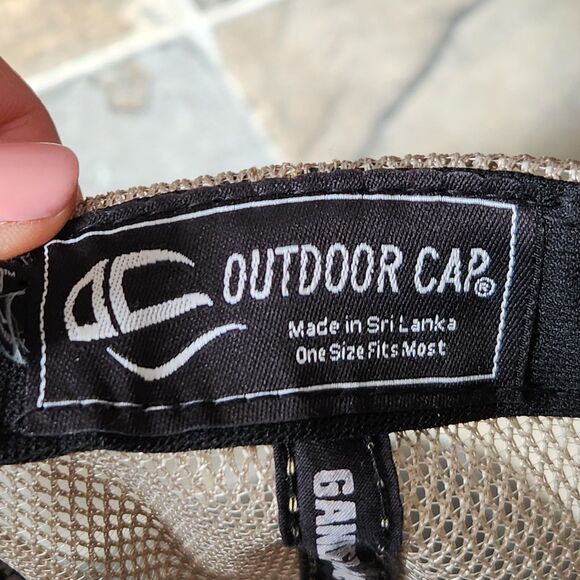 OUTDOOR CAP®
Made in Sri Lanka
One Size Fits Most